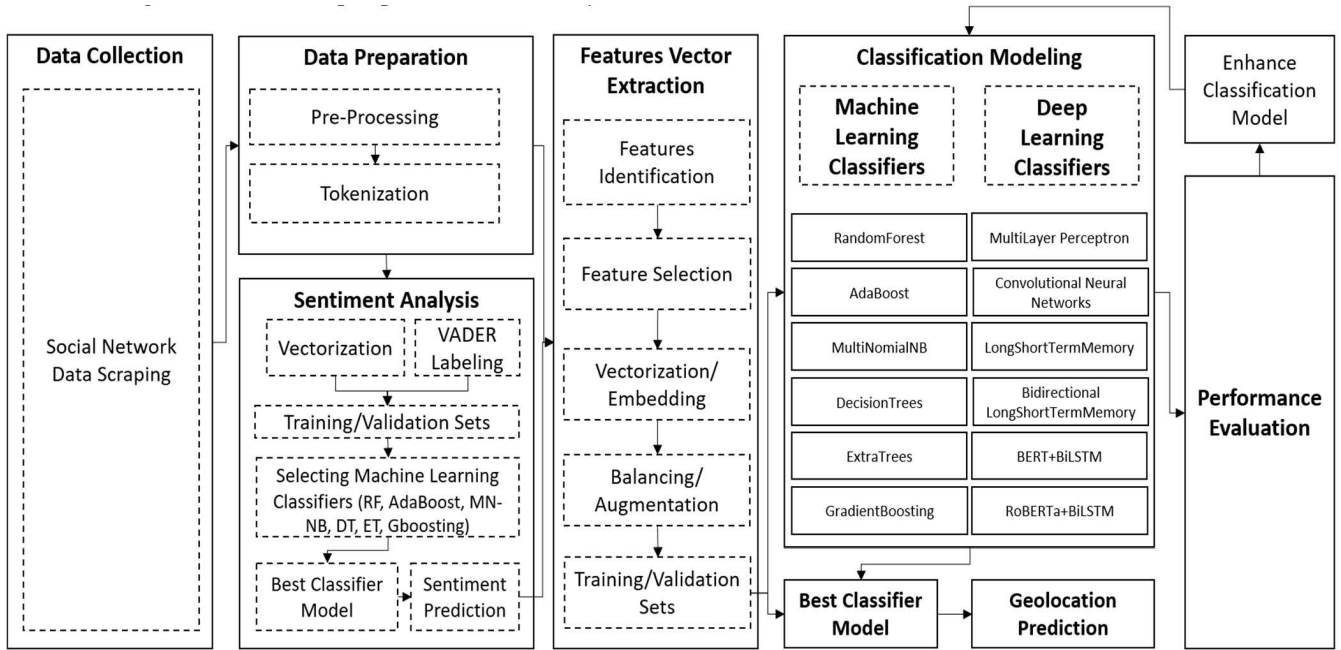 Data Collection
Social Network
Data Scraping
Data Preparation
Pre-Processing
Tokenization
Sentiment Analysis
Vectorization
VADER
Labeling
Training/Validation Sets
Selecting Machine Learning
Classifiers (RF, AdaBoost, MN-
NB, DT, ET, Gboosting)
Best Classifier
Model
Sentiment
Prediction
Features Vector
Extraction
Features
Identification
Feature Selection
Vectorization/
Embedding
Balancing/
Augmentation
Training/Validation
Sets
Classification Modeling
Machine
Learning
Classifiers
Deep
Learning
Classifiers
RandomForest
MultiLayer Perceptron
AdaBoost
Convolutional Neural
Networks
MultiNomialNB
LongShortTermMemory
DecisionTrees
Bidirectional
LongShortTermMemory
ExtraTrees
BERT+BiLSTM
GradientBoosting
RoBERTa+BiLSTM
Best Classifier
Model
Geolocation
Prediction
Enhance
Classification
Model
Performance
Evaluation